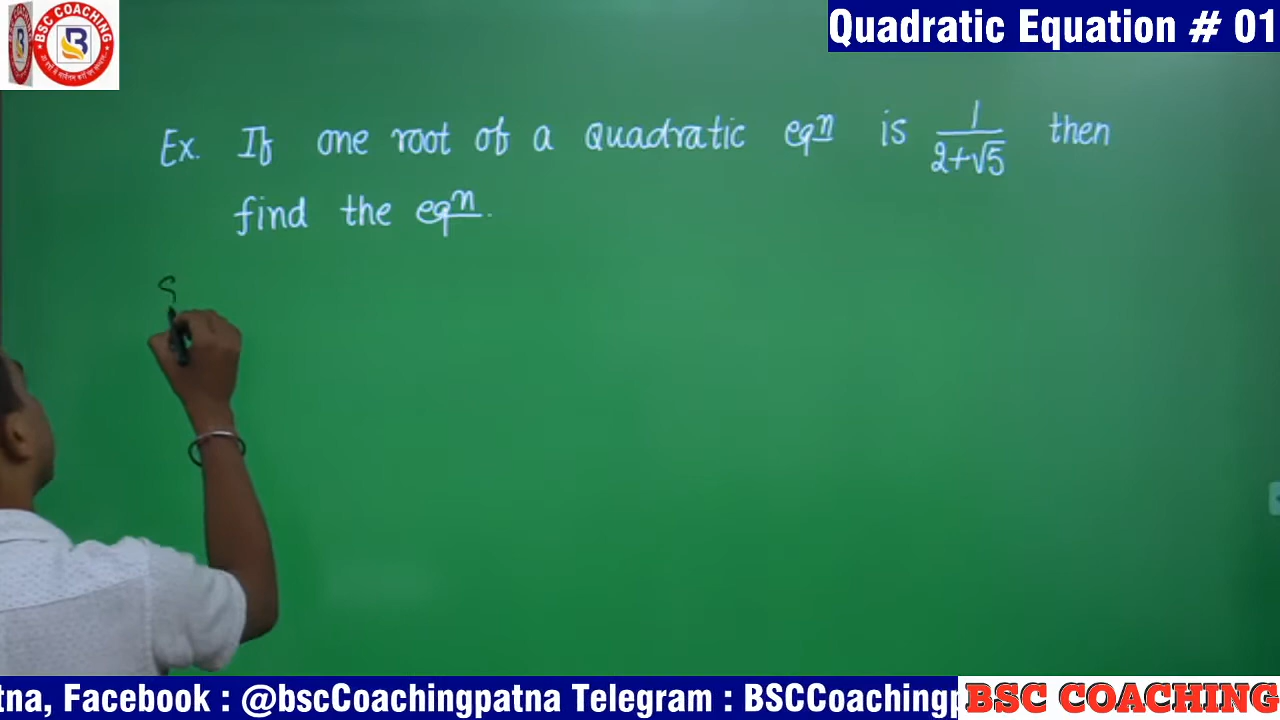 BSC COACHING
Quadratic Equation # 01
Ex. If one root of a Quadratic eqn is 1/(2+√5) then
find the eqn.
S
tna, Facebook : @bscCoachingpatna Telegram : BSCCoachingp
BSC COACHING